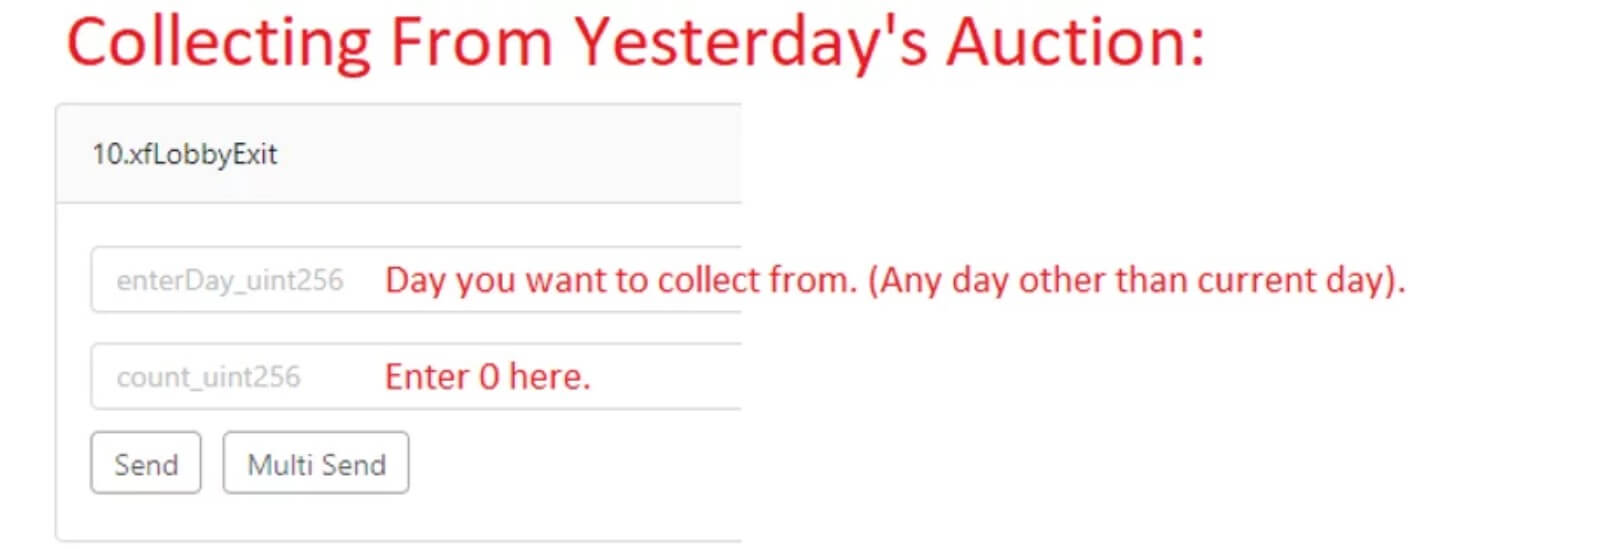 Collecting From Yesterday's Auction:
10.xfLobbyExit
enterDay_uint256 Day you want to collect from. (Any day other than current day).
count_uint256 Enter 0 here.
Send Multi Send